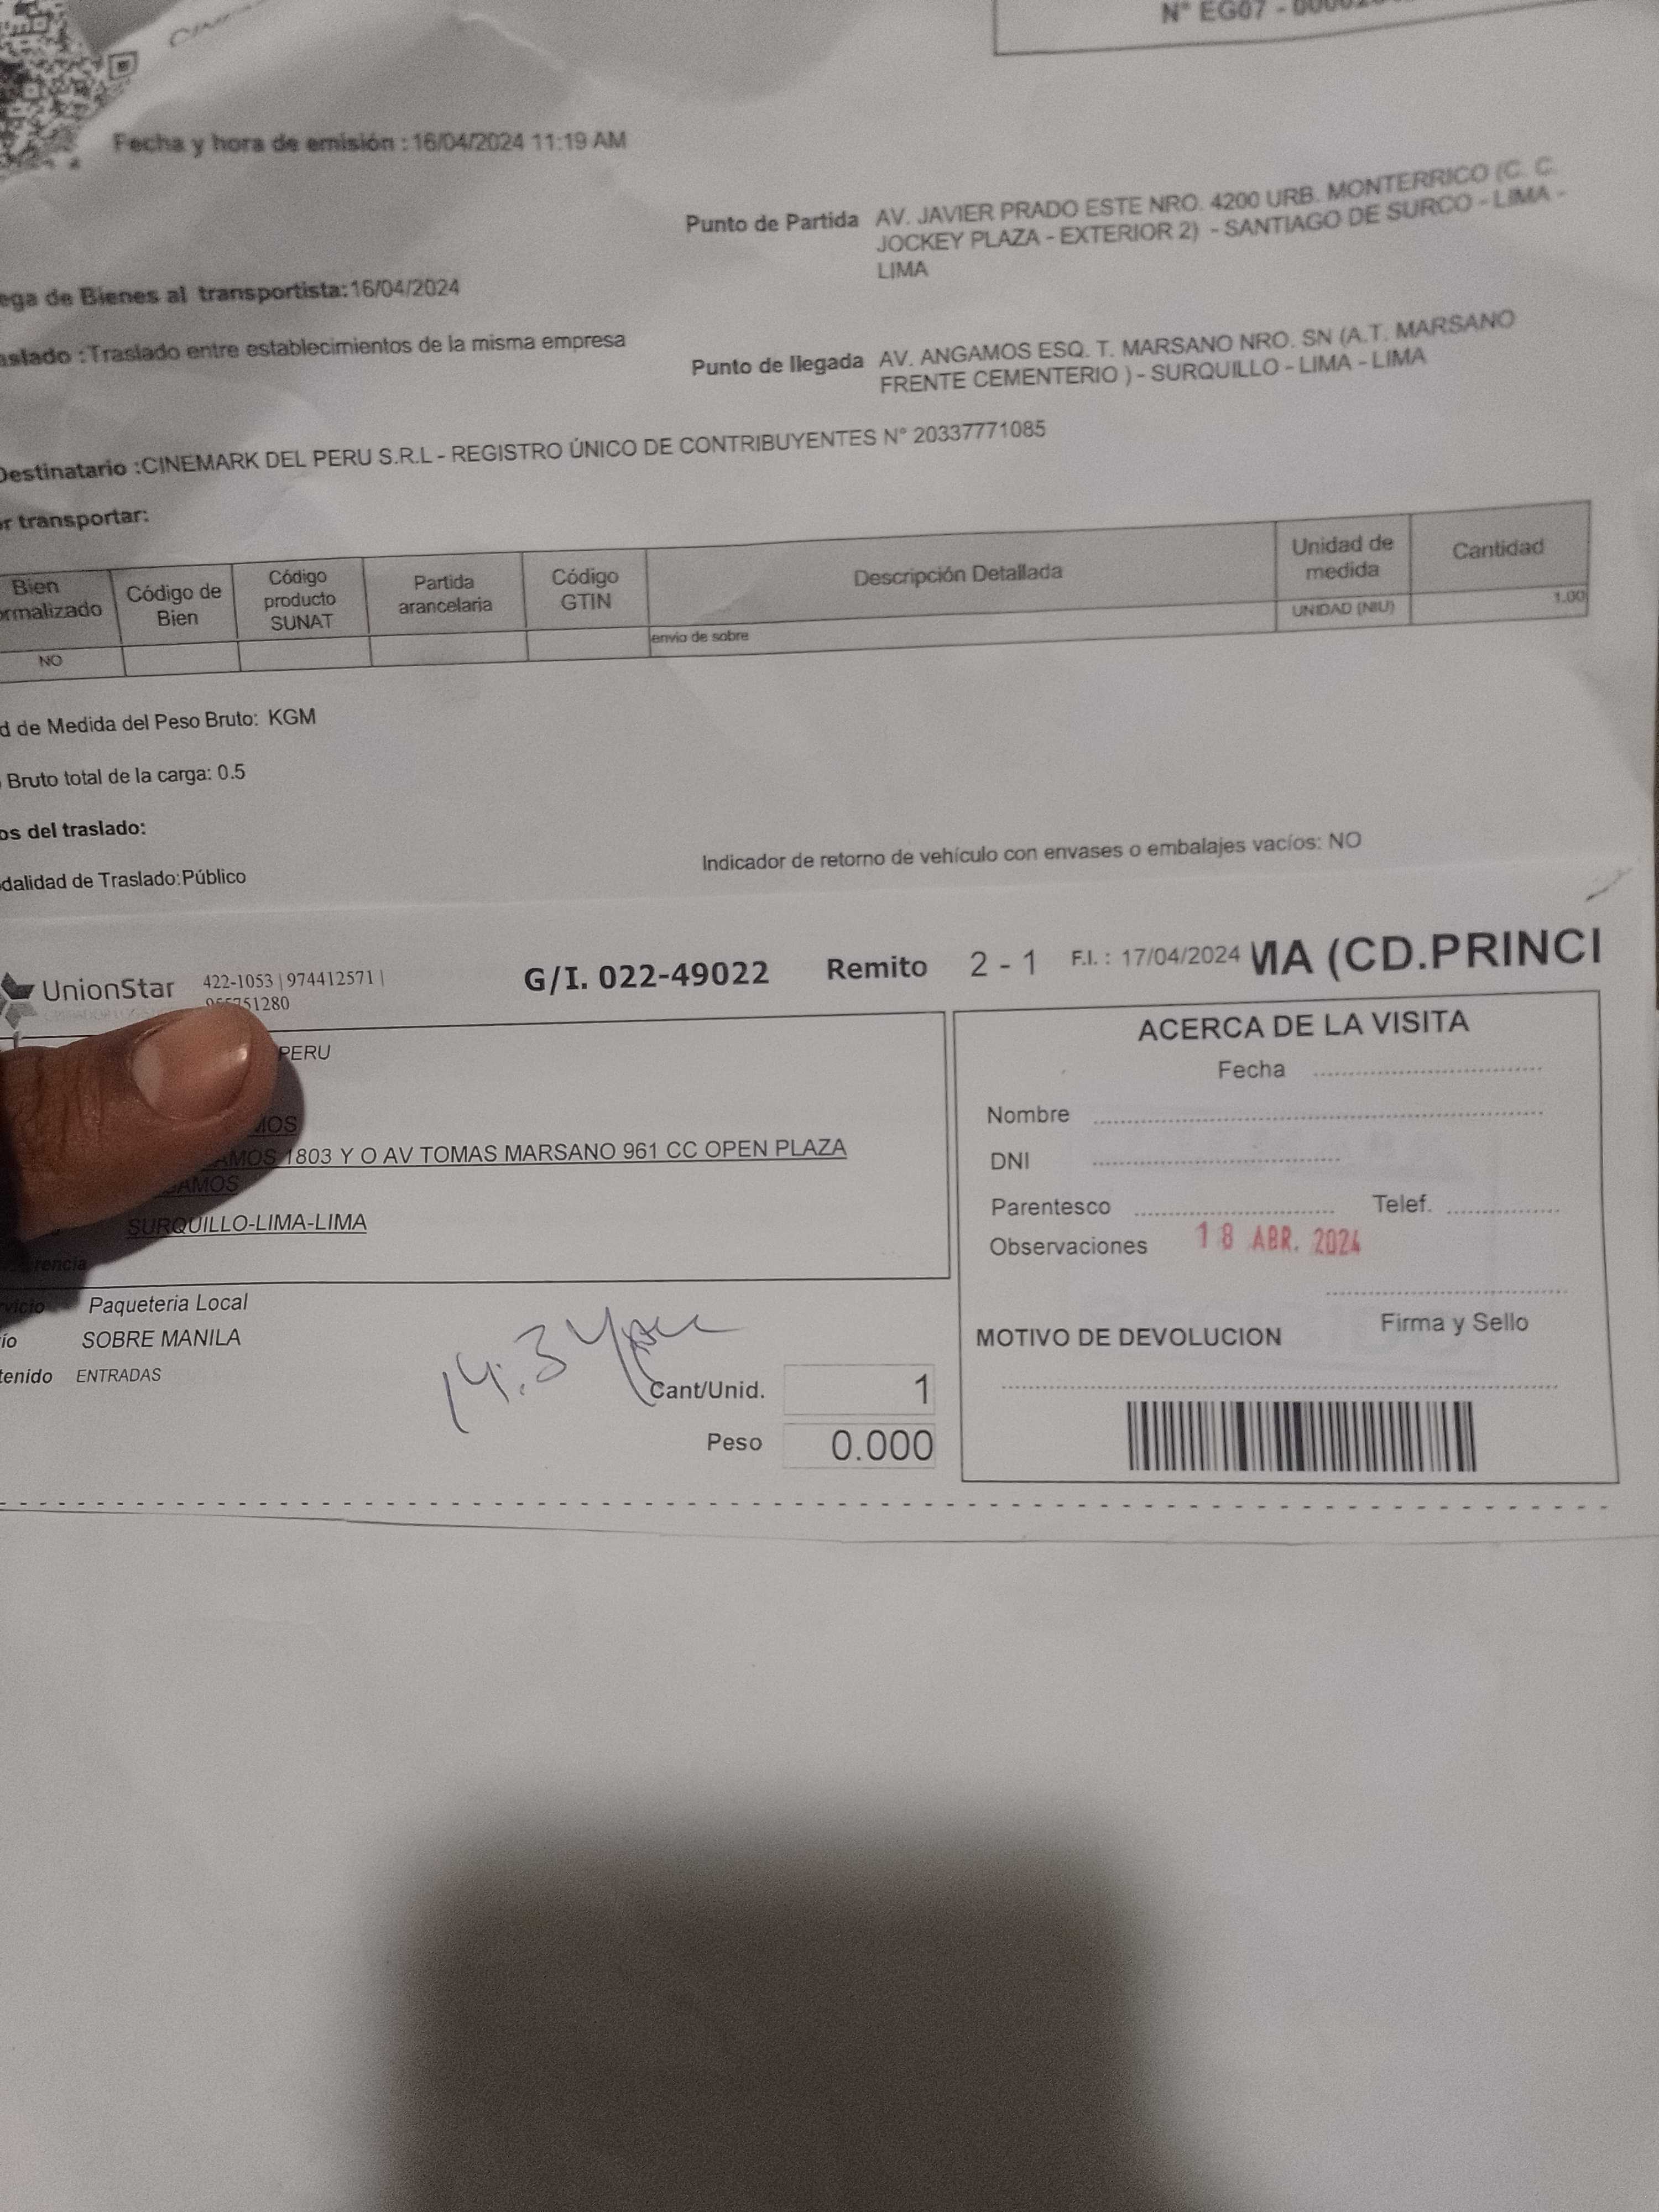 N° EG07 -
Fecha y hora de emisión : 16/04/2024 11:19 AM
Punto de Partida AV. JAVIER PRADO ESTE NRO. 4200 URB. MONTERRICO (C. C.
JOCKEY PLAZA - EXTERIOR 2) - SANTIAGO DE SURCO - LIMA -
LIMA
ega de Bienes al transportista:16/04/2024
aslado :Traslado entre establecimientos de la misma empresa
Punto de llegada AV. ANGAMOS ESQ. T. MARSANO NRO. SN (A.T. MARSANO
FRENTE CEMENTERIO ) - SURQUILLO - LIMA - LIMA
Destinatario :CINEMARK DEL PERU S.R.L - REGISTRO ÚNICO DE CONTRIBUYENTES N° 20337771085
r transportar:
Bien
ormalizado
Código de
Bien
Código
producto
SUNAT
Partida
arancelaria
Código
GTIN
Descripción Detallada
Unidad de
medida
Cantidad
NO
envio de sobre
UNIDAD (NIU)
1.00
d de Medida del Peso Bruto: KGM
Bruto total de la carga: 0.5
os del traslado:
dalidad de Traslado:Público
Indicador de retorno de vehículo con envases o embalajes vacíos: NO
UnionStar
422-1053 | 974412571 |
51280
G/I. 022-49022 Remito 2 - 1 F.I. : 17/04/2024 MA (CD.PRINCI
PERU
MOS
AMOS 1803 Y O AV TOMAS MARSANO 961 CC OPEN PLAZA
GAMOS
SURQUILLO-LIMA-LIMA
rencia
rvicio Paqueteria Local
ío SOBRE MANILA
tenido ENTRADAS
14:34
Cant/Unid. 1
Peso 0.000
ACERCA DE LA VISITA
Fecha
Nombre
DNI
Parentesco Telef.
Observaciones 18 ABR. 2024
Firma y Sello
MOTIVO DE DEVOLUCION